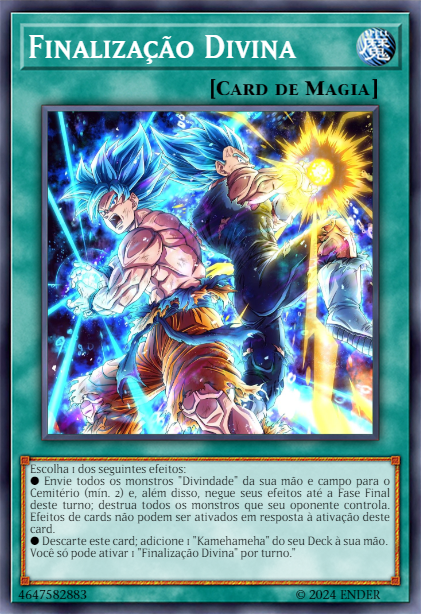 Finalização Divina
魔
[Card de Magia]
Escolha 1 dos seguintes efeitos:
● Envie todos os monstros "Divindade" da sua mão e campo para o
Cemitério (mín. 2) e, além disso, negue seus efeitos até a Fase Final
deste turno; destrua todos os monstros que seu oponente controla.
Efeitos de cards não podem ser ativados em resposta à ativação deste
card.
● Descarte este card; adicione 1 "Kamehameha" do seu Deck à sua mão.
Você só pode ativar 1 "Finalização Divina" por turno."
4647582883
© 2024 ENDER